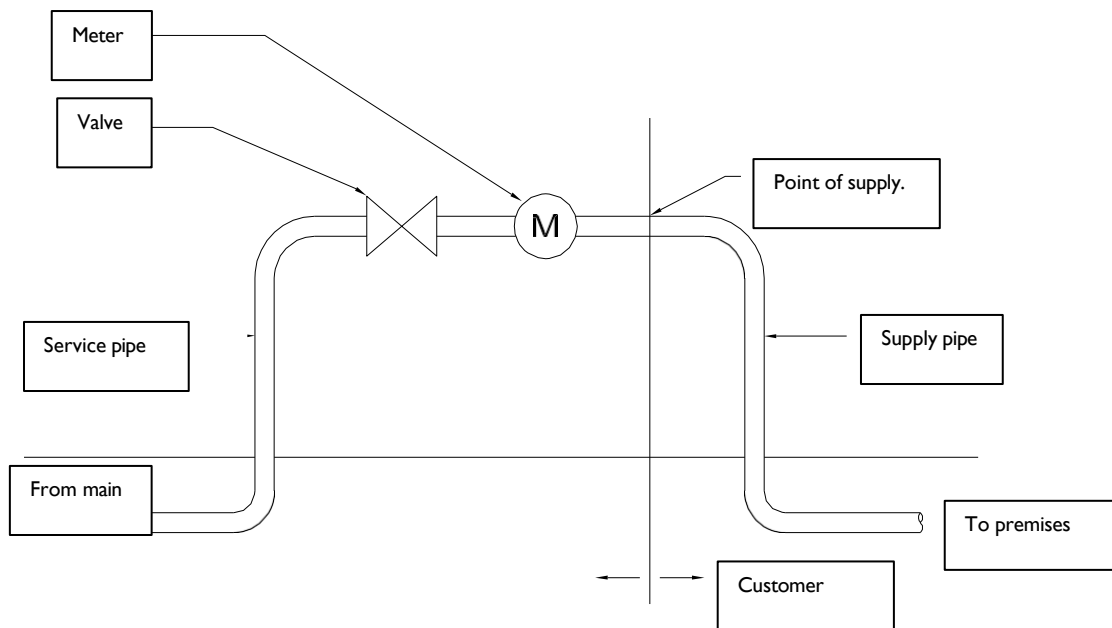 Meter
Valve
Point of supply.
M
Service pipe
Supply pipe
From main
To premises
Customer